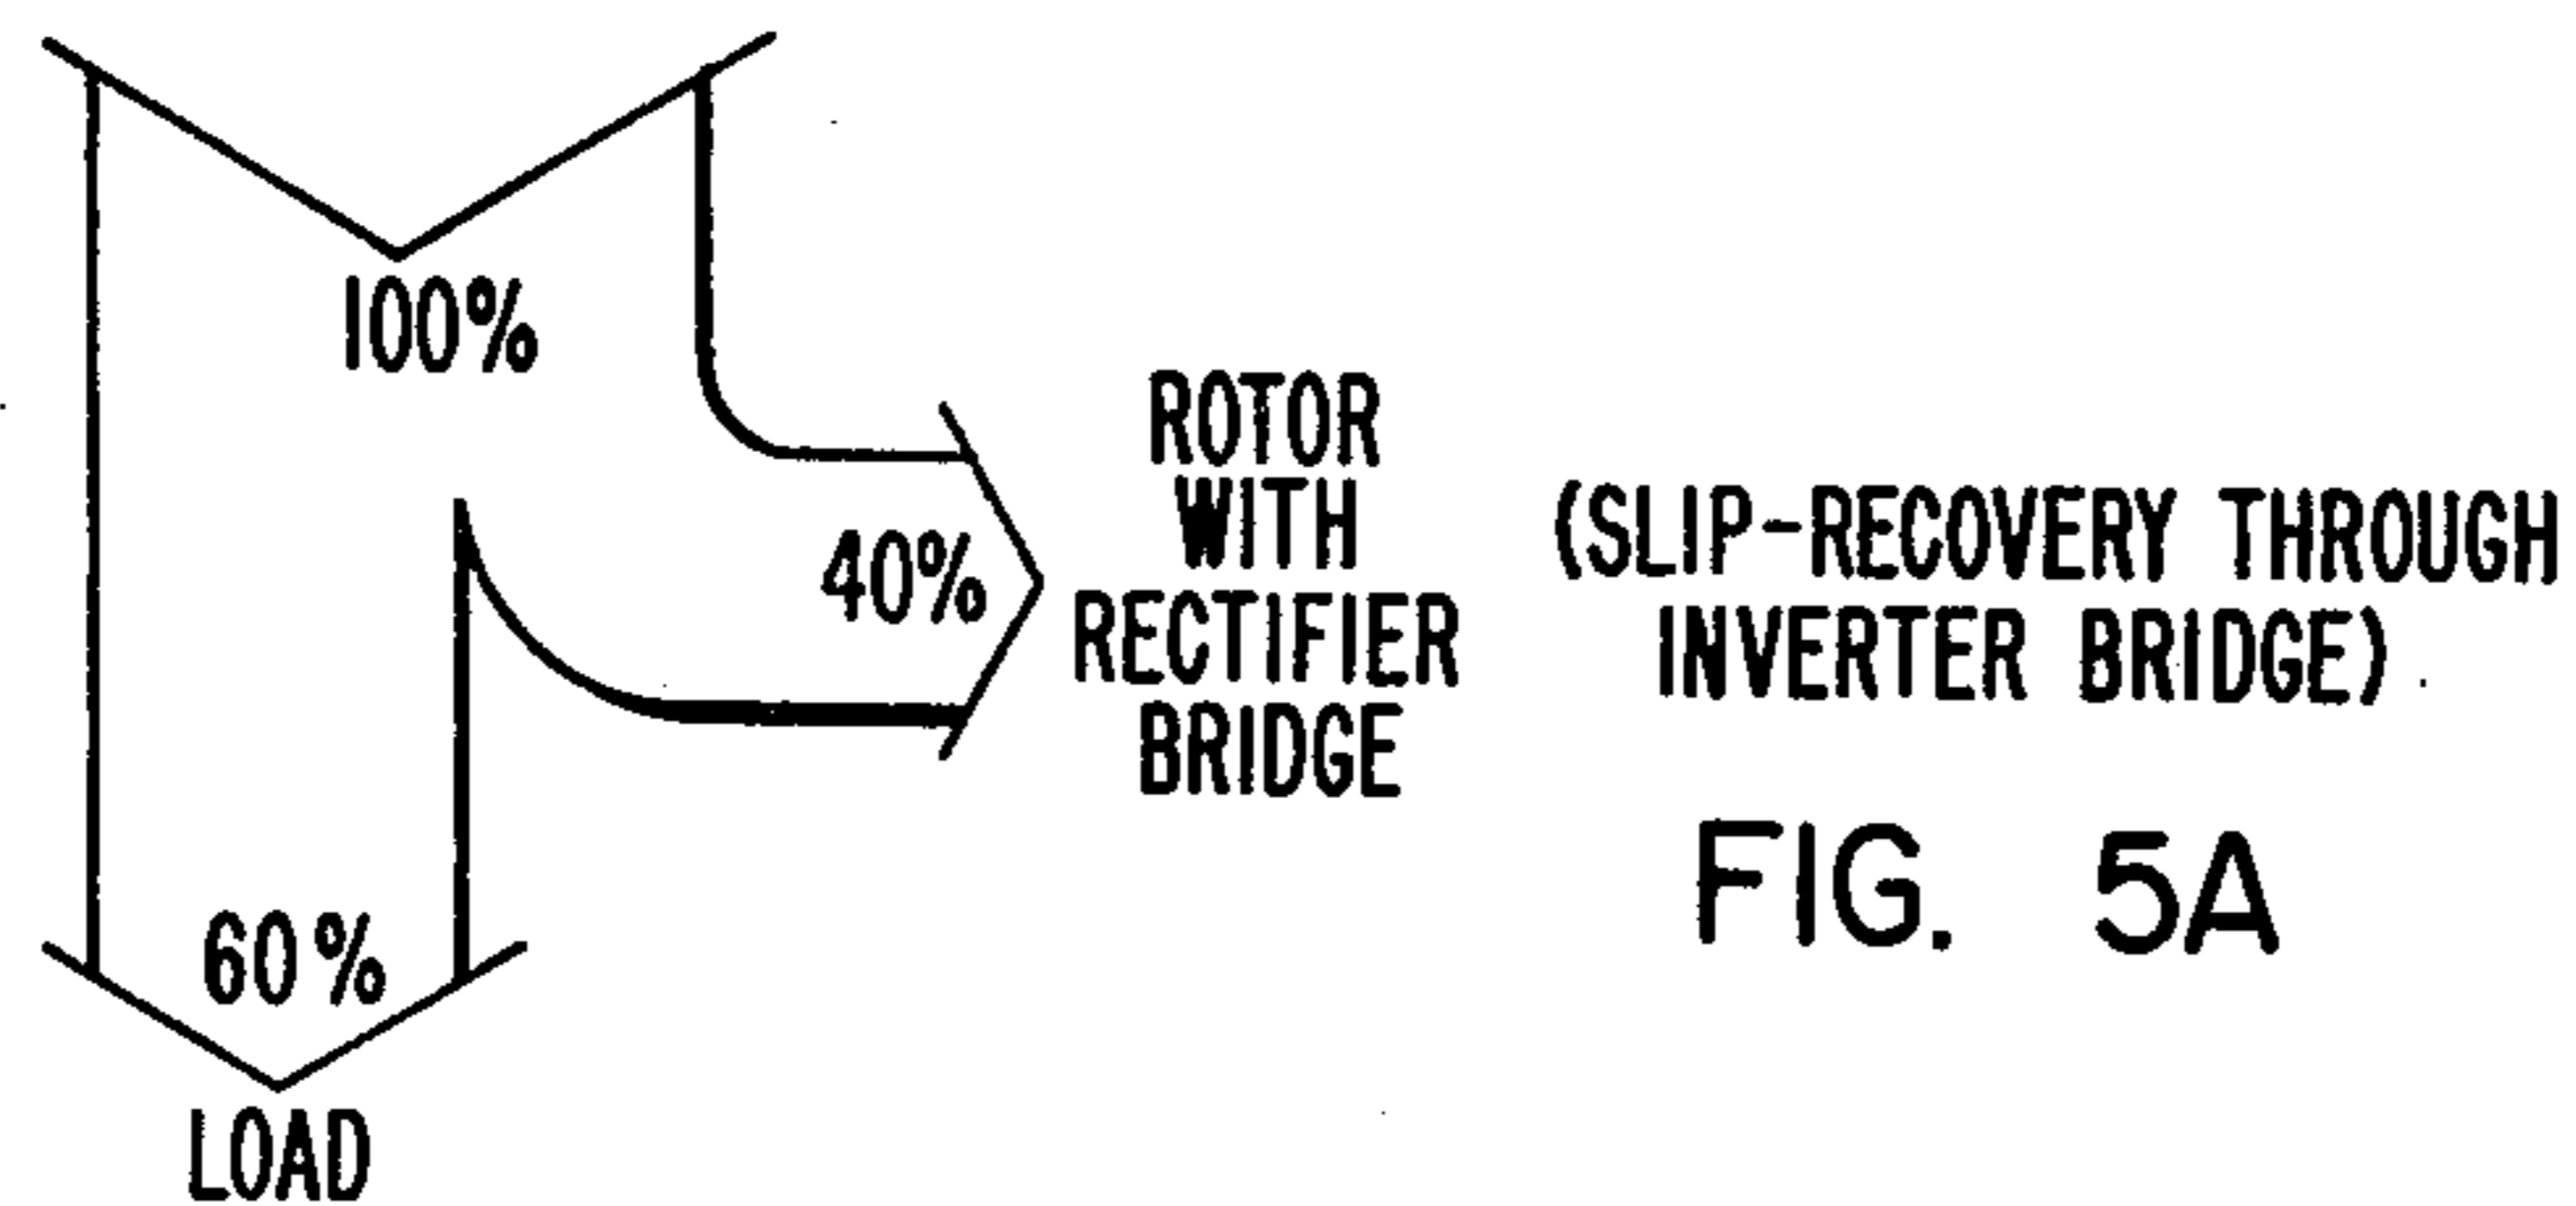 100%
ROTOR
WITH
RECTIFIER
BRIDGE
40%
(SLIP-RECOVERY THROUGH
INVERTER BRIDGE)
FIG. 5A
60%
LOAD